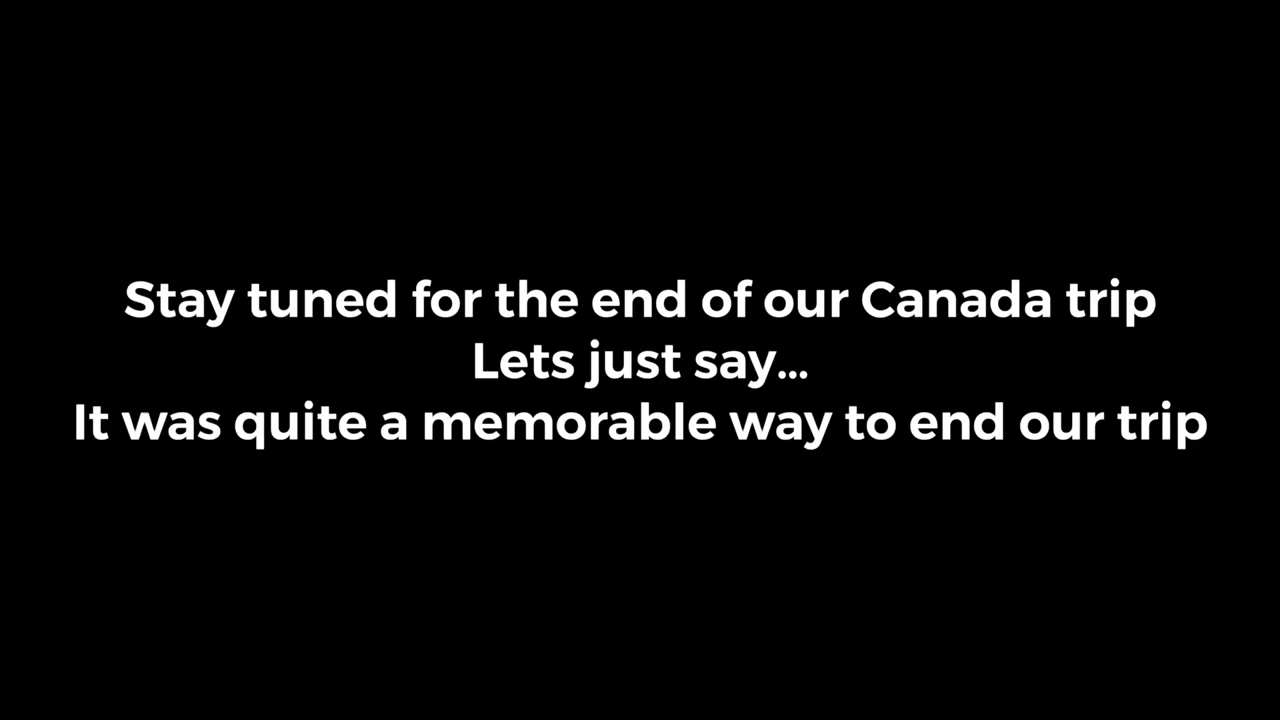 Stay tuned for the end of our Canada trip
Lets just say...
It was quite a memorable way to end our trip